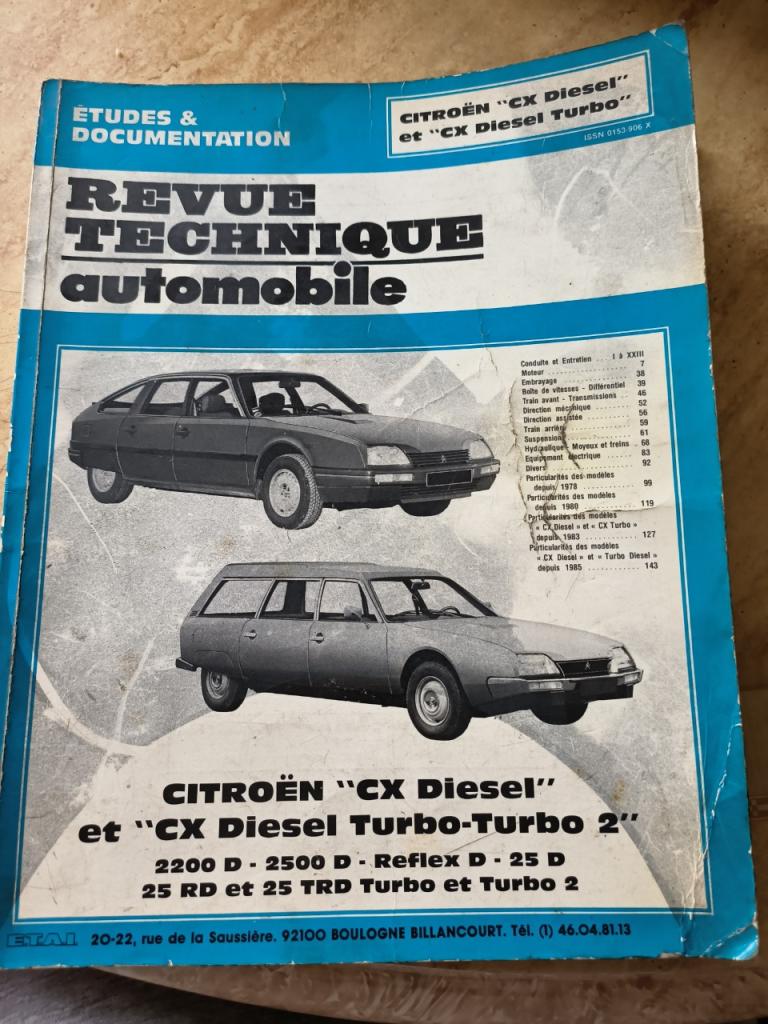 ÉTUDES &
DOCUMENTATION
CITROËN "CX Diesel"
et "CX Diesel Turbo"
ISSN 0153 906 X
REVUE
TECHNIQUE
automobile
Conduite et Entretien ... I à XXIII
Moteur .................... 7
Embrayage ................ 38
Boîte de vitesses - Différentiel 39
Train avant - Transmissions 46
Direction mécanique ....... 52
Direction assistée ......... 56
Train arrière .............. 59
Suspension ................ 61
Hydraulique - Moyeux et freins . 68
Equipement électrique ...... 83
Divers .................... 92
Particularités des modèles
depuis 1978 ............. 99
Particularités des modèles
depuis 1980 ............. 119
Particularités des modèles
« CX Diesel » et « CX Turbo »
depuis 1983 ............. 127
Particularités des modèles
« CX Diesel » et « Turbo Diesel »
depuis 1985 ............. 143
CITROËN "CX Diesel"
et "CX Diesel Turbo-Turbo 2"
2200 D - 2500 D - Reflex D - 25 D
25 RD et 25 TRD Turbo et Turbo 2
E.T.A.I. 20-22, rue de la Saussière. 92100 BOULOGNE BILLANCOURT. Tél. (1) 46.04.81.13